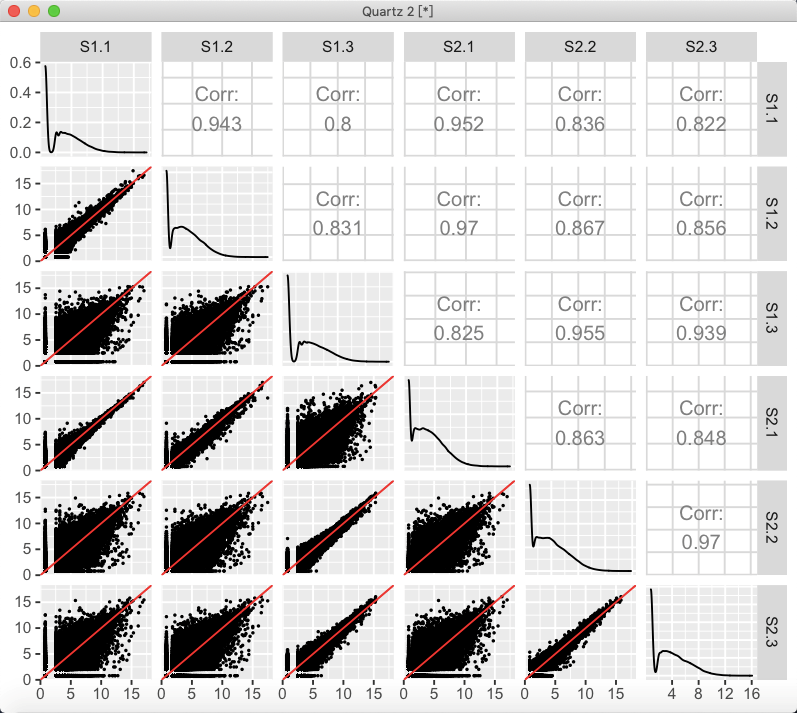 Quartz 2 [*]
S1.1 S1.2 S1.3 S2.1 S2.2 S2.3
0.6
0.4
0.2
0.0
Corr: Corr: Corr: Corr: Corr:
0.943 0.8 0.952 0.836 0.822
S1.1
15
10
5
0
Corr: Corr: Corr: Corr:
0.831 0.97 0.867 0.856
S1.2
15
10
5
0
Corr: Corr: Corr:
0.825 0.955 0.939
S1.3
15
10
5
0
Corr: Corr:
0.863 0.848
S2.1
15
10
5
0
Corr:
0.97
S2.2
15
10
5
0
S2.3
0 5 10 15 0 5 10 15 0 5 10 15 0 5 10 15 0 5 10 15 4 8 12 16